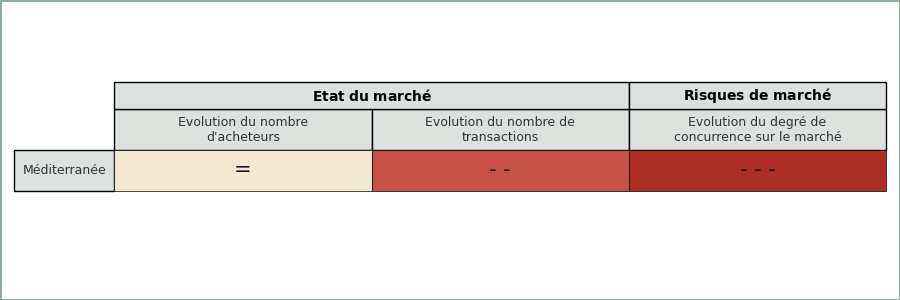 Etat du marché
Risques de marché
Evolution du nombre
d'acheteurs
Evolution du nombre de
transactions
Evolution du degré de
concurrence sur le marché
Méditerranée
=
- -
- - -